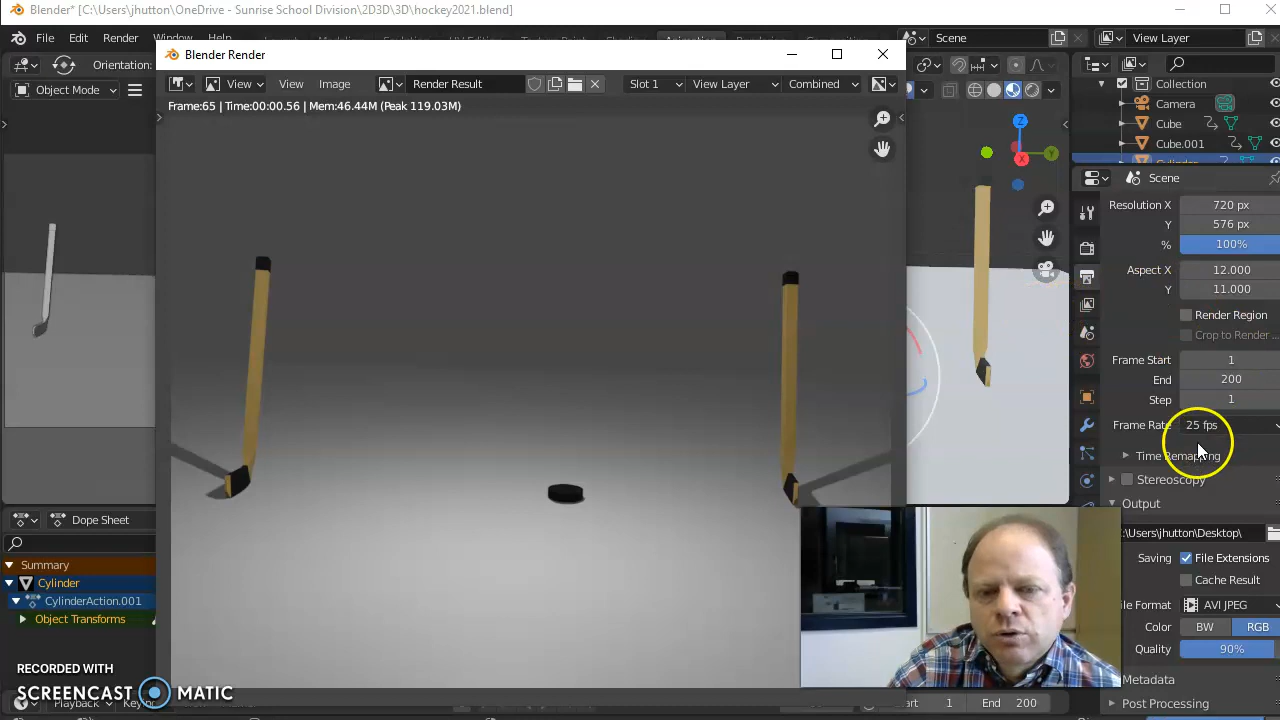 Blender* [C:\Users\jhutton\OneDrive - Sunrise School Division\2D3D\3D\hockey2021.blend]
File Edit Render Window Help
Scene View Layer
Blender Render
Orientation:
Object Mode
View View Image Render Result Slot 1 View Layer Combined
Frame:65 | Time:00:00.56 | Mem:46.44M (Peak 119.03M)
Collection
Camera
Cube
Cube.001
Cylinder
Z
X
Y
Scene
Resolution X 720 px
Y 576 px
% 100%
Aspect X 12.000
Y 11.000
Render Region
Crop to Render ...
Frame Start 1
End 200
Step 1
Frame Rate 25 fps
Time Remapping
Stereoscopy
Output
:\Users\jhutton\Desktop\
Saving File Extensions
Cache Result
File Format AVI JPEG
Color BW RGB
Quality 90%
Metadata
Post Processing
Dope Sheet
Summary
Cylinder
CylinderAction.001
Object Transforms
RECORDED WITH
SCREENCAST MATIC
Playback
Start 1 End 200